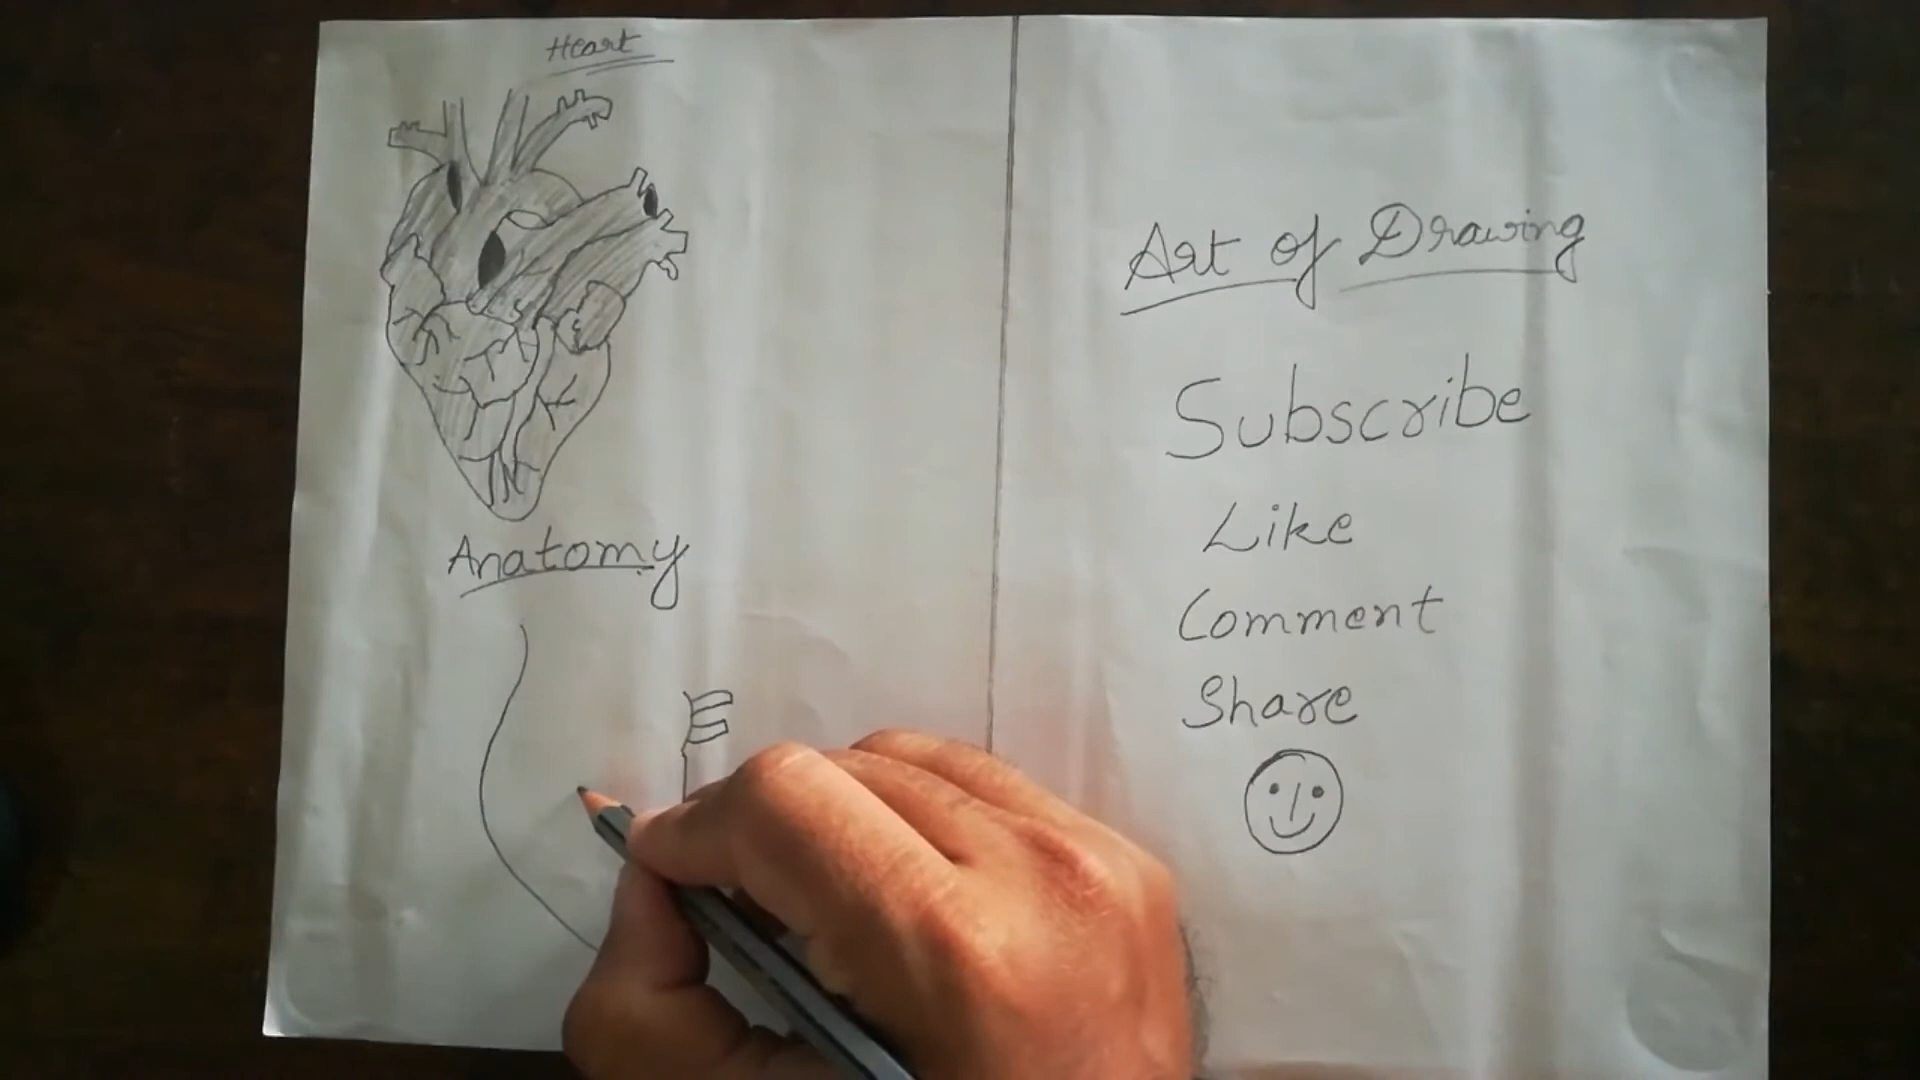 Heart
Anatomy
Art of Drawing
Subscribe
Like
Comment
Share